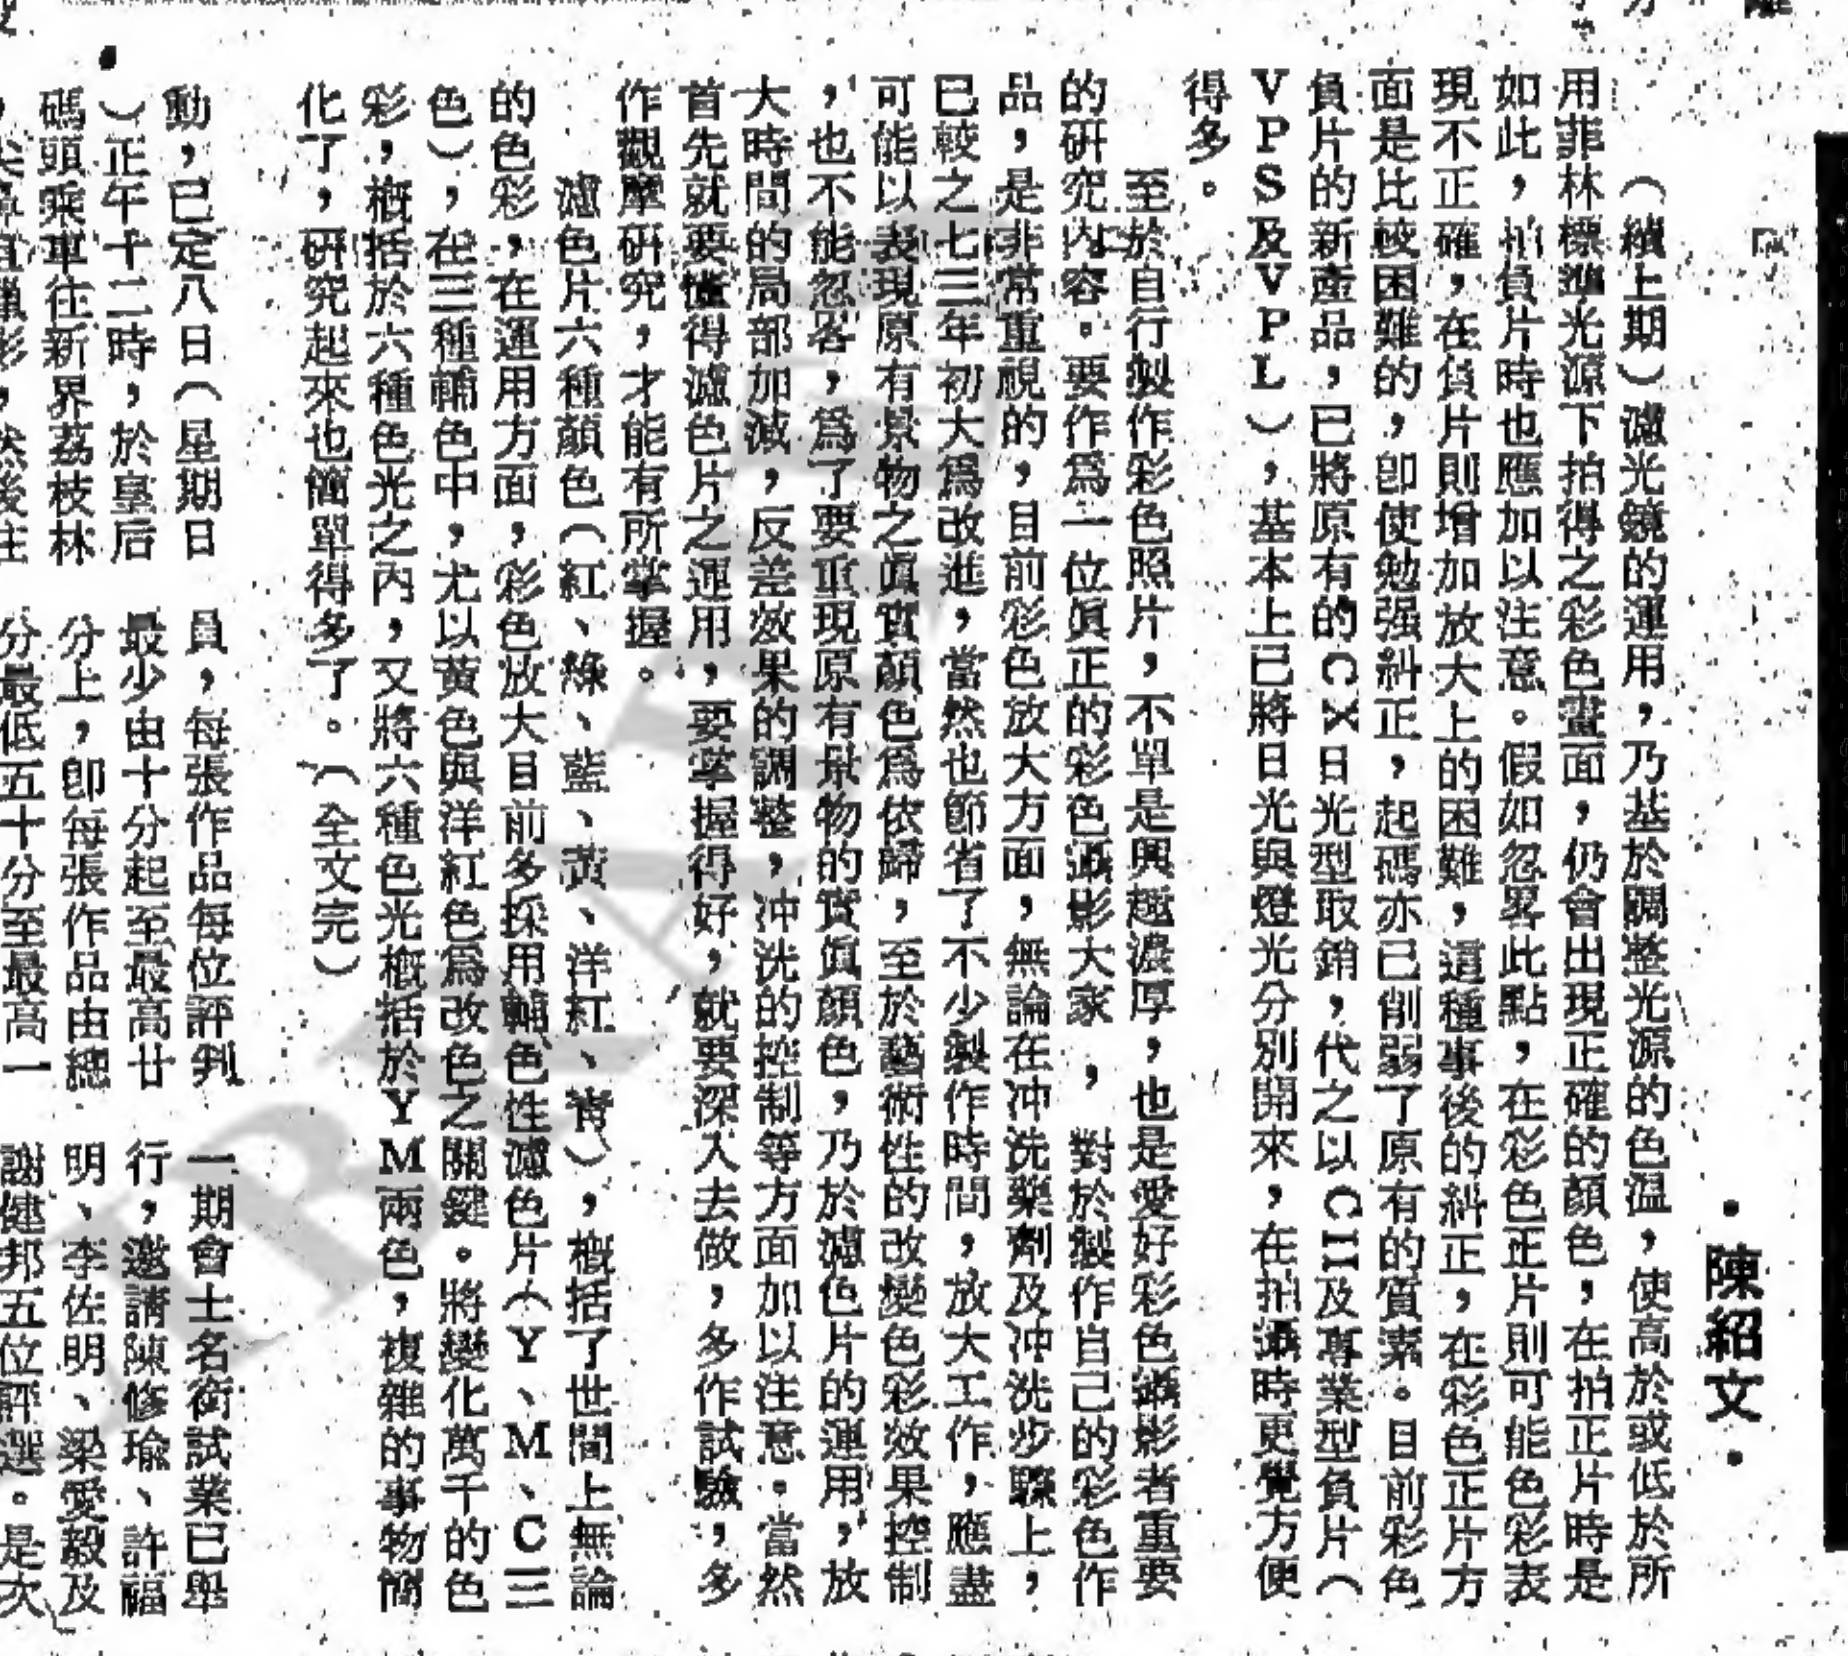 •陳紹文•
（續上期）濾光鏡的運用，乃基於調整光源的色溫，使高於或低於所
用菲林標準光源下拍得之彩色畫面，仍會出現正確的顏色，在拍正片時是
如此，拍負片時也應加以注意。假如忽畧此點，在彩色正片則可能色彩表
現不正確，在負片則增加放大上的困難，這種事後的糾正，在彩色正片方
面是比較困難的，即使勉强糾正，起碼亦已削弱了原有的質素。目前彩色
負片的新產品，已將原有的CX日光型取銷，代之以CII及專業型負片（
VPS及VPL），基本上已將日光與燈光分別開來，在拍攝時更覺方便
得多。
至於自行製作彩色照片，不單是興趣濃厚，也是愛好彩色攝影者重要
的研究內容。要作爲一位眞正的彩色攝影大家，對於製作自己的彩色作
品，是非常重視的，目前彩色放大方面，無論在冲洗藥劑及冲洗步驟上，
已較之七三年初大爲改進，當然也節省了不少製作時間，放大工作，應盡
可能以表現原有景物之眞實顏色爲依歸，至於藝術性的改變色彩效果控制
，也不能忽畧，爲了要重現原有景物的實眞顏色，乃於濾色片的運用，放
大時間的局部加減，反差效果的調整，冲洗的控制等方面加以注意。當然
首先就要懂得濾色片之運用，要掌握得好，就要深入去做，多作試驗，多
作觀摩研究，才能有所掌握。
濾色片六種顏色（紅、綠、藍、黃、洋紅、青），概括了世間上無論
的色彩，在運用方面，彩色放大目前多採用輔色性濾色片（Y、M、C三
色），在三種輔色中，尤以黃色與洋紅色爲改色之關鍵。將變化萬千的色
彩，概括於六種色光之內，又將六種色光概括於YM兩色，複雜的事物簡
化了，研究起來也簡單得多了。（全文完）
動，已定八日（星期日
）正午十二時，於皇后
碼頭乘車往新界荔枝林
影，然後往
員，每張作品每位評判
最少由十分起至最高廿
分上，即每張作品由總
分最低五十分至最高一
一期會士名銜試業已舉
行，邀請陳修瑜、許福
明、李佐明、梁愛毅及
謝健邦五位評選。是次